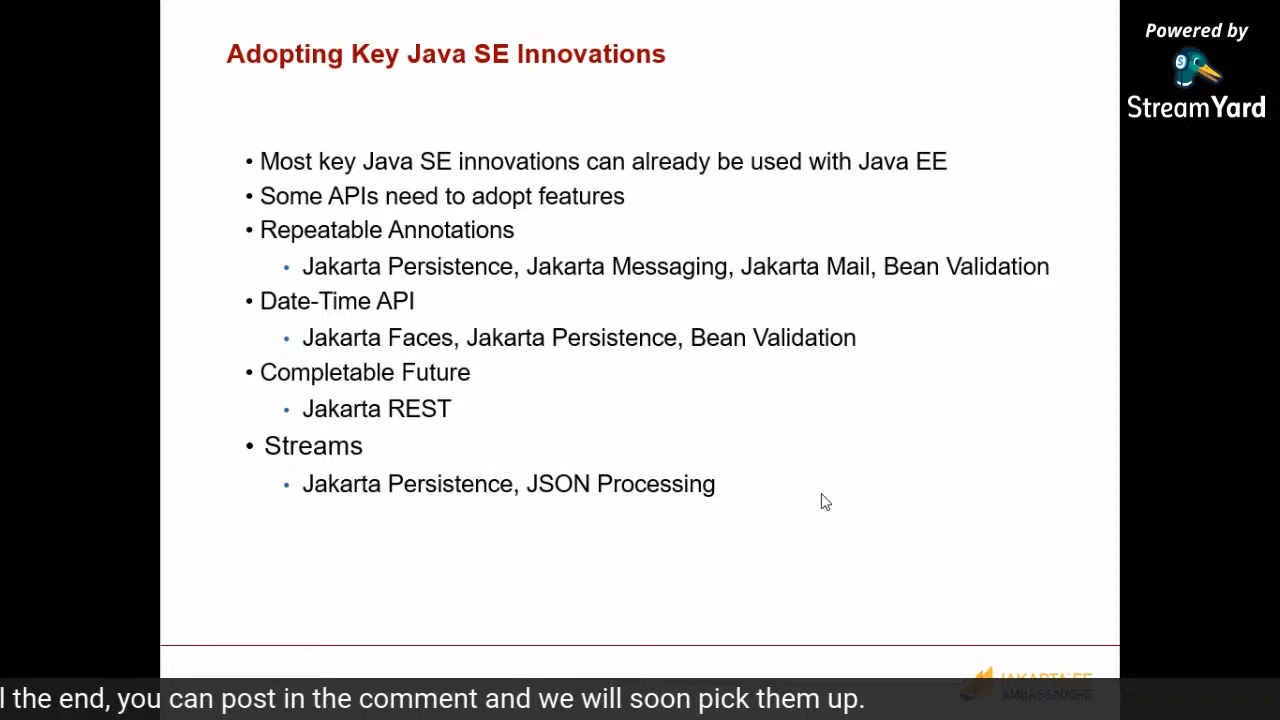 Adopting Key Java SE Innovations
Powered by
StreamYard
• Most key Java SE innovations can already be used with Java EE
• Some APIs need to adopt features
• Repeatable Annotations
• Jakarta Persistence, Jakarta Messaging, Jakarta Mail, Bean Validation
• Date-Time API
• Jakarta Faces, Jakarta Persistence, Bean Validation
• Completable Future
• Jakarta REST
• Streams
• Jakarta Persistence, JSON Processing
JAKARTA EE
AMBASSADORS
l the end, you can post in the comment and we will soon pick them up.